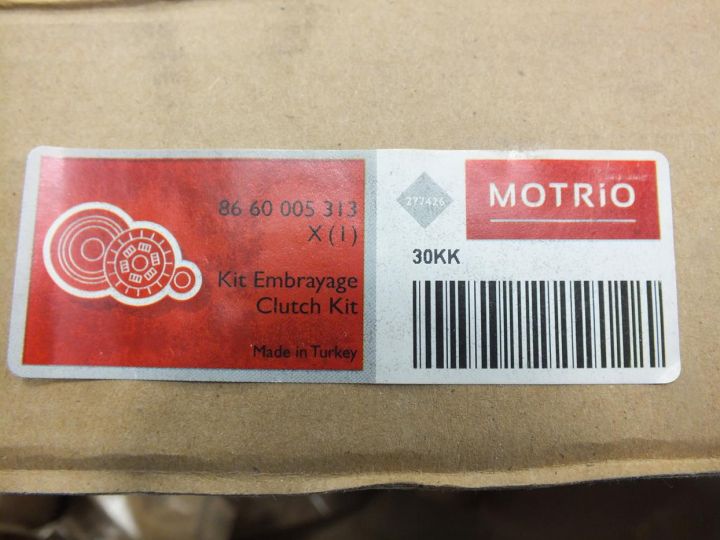 86 60 005 313
X (1)
Kit Embrayage
Clutch Kit
Made in Turkey
277426
MOTRIO
30KK